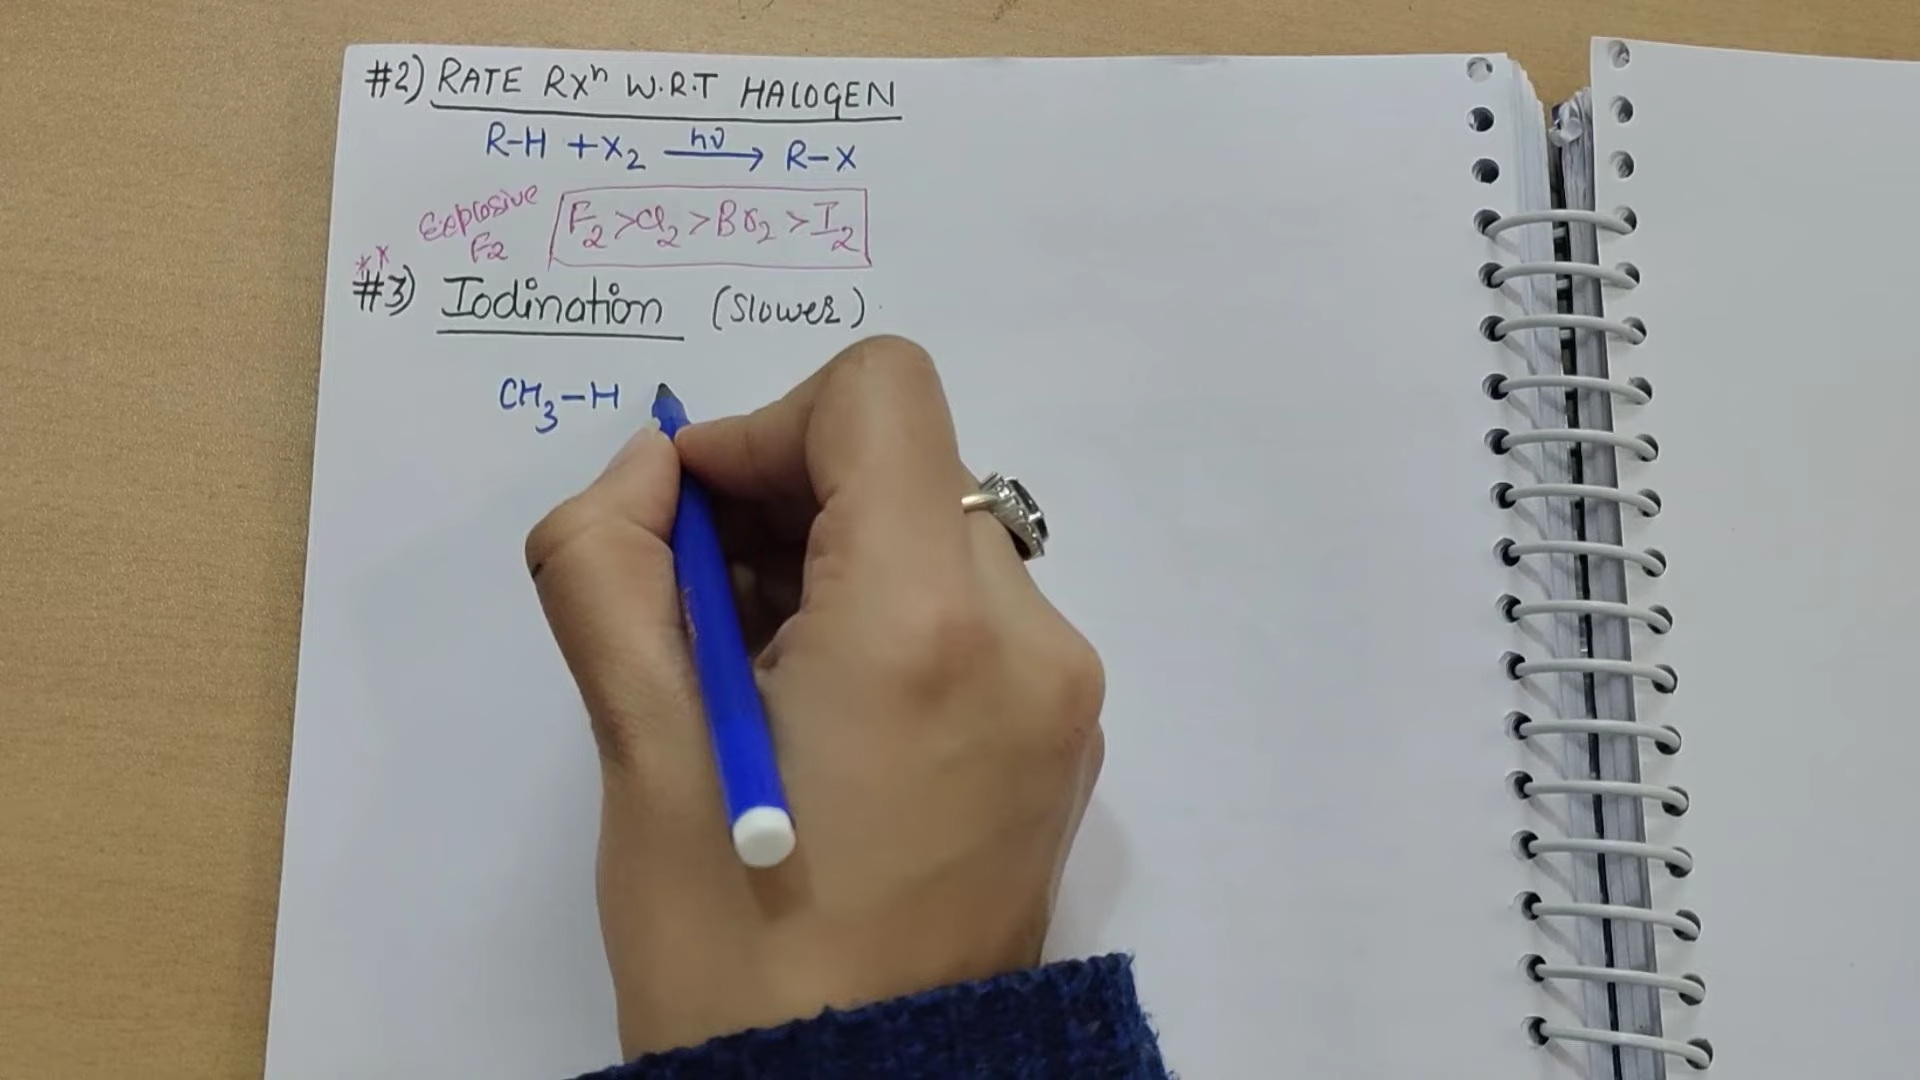 #2) RATE RXⁿ W.R.T HALOGEN
R-H + X₂ hν→ R-X
Explosive F₂ > Cl₂ > Br₂ > I₂
F₂
**
#3) Iodination (Slower)
CH₃-H